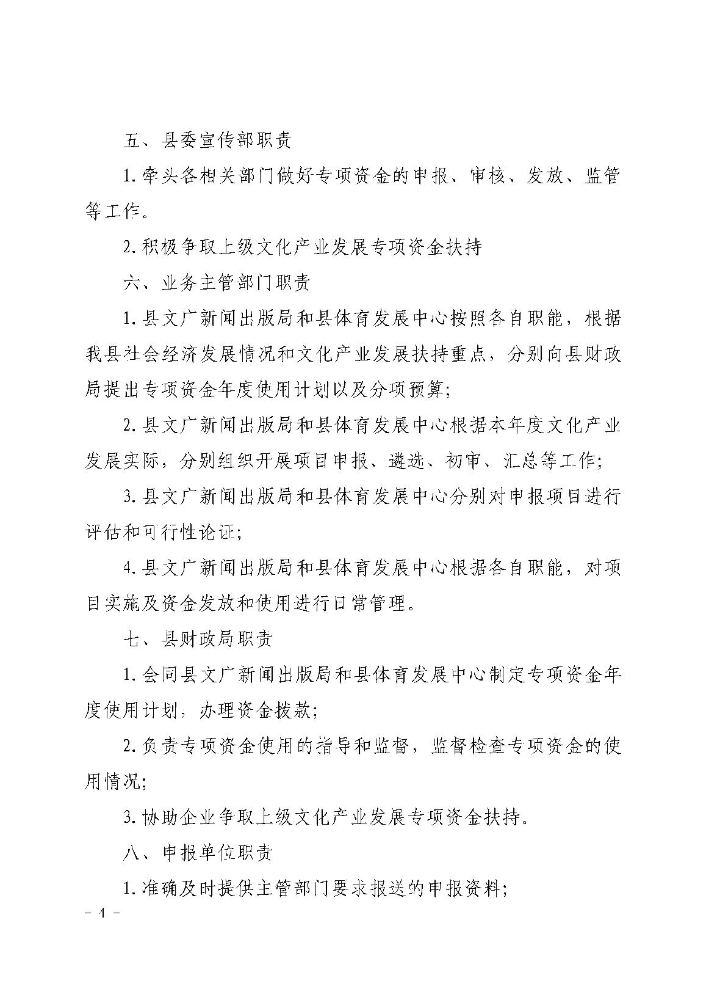 五、县委宣传部职责
1.牵头各相关部门做好专项资金的申报、审核、发放、监管
等工作。
2.积极争取上级文化产业发展专项资金扶持
六、业务主管部门职责
1.县文广新闻出版局和县体育发展中心按照各自职能，根据
我县社会经济发展情况和文化产业发展扶持重点，分别向县财政
局提出专项资金年度使用计划以及分项预算；
2.县文广新闻出版局和县体育发展中心根据本年度文化产业
发展实际，分别组织开展项目申报、遴选、初审、汇总等工作；
3.县文广新闻出版局和县体育发展中心分别对申报项目进行
评估和可行性论证；
4.县文广新闻出版局和县体育发展中心根据各自职能，对项
目实施及资金发放和使用进行日常管理。
七、县财政局职责
1.会同县文广新闻出版局和县体育发展中心制定专项资金年
度使用计划，办理资金拨款；
2.负责专项资金使用的指导和监督，监督检查专项资金的使
用情况；
3.协助企业争取上级文化产业发展专项资金扶持。
八、申报单位职责
1.准确及时提供主管部门要求报送的申报资料；
- 4 -